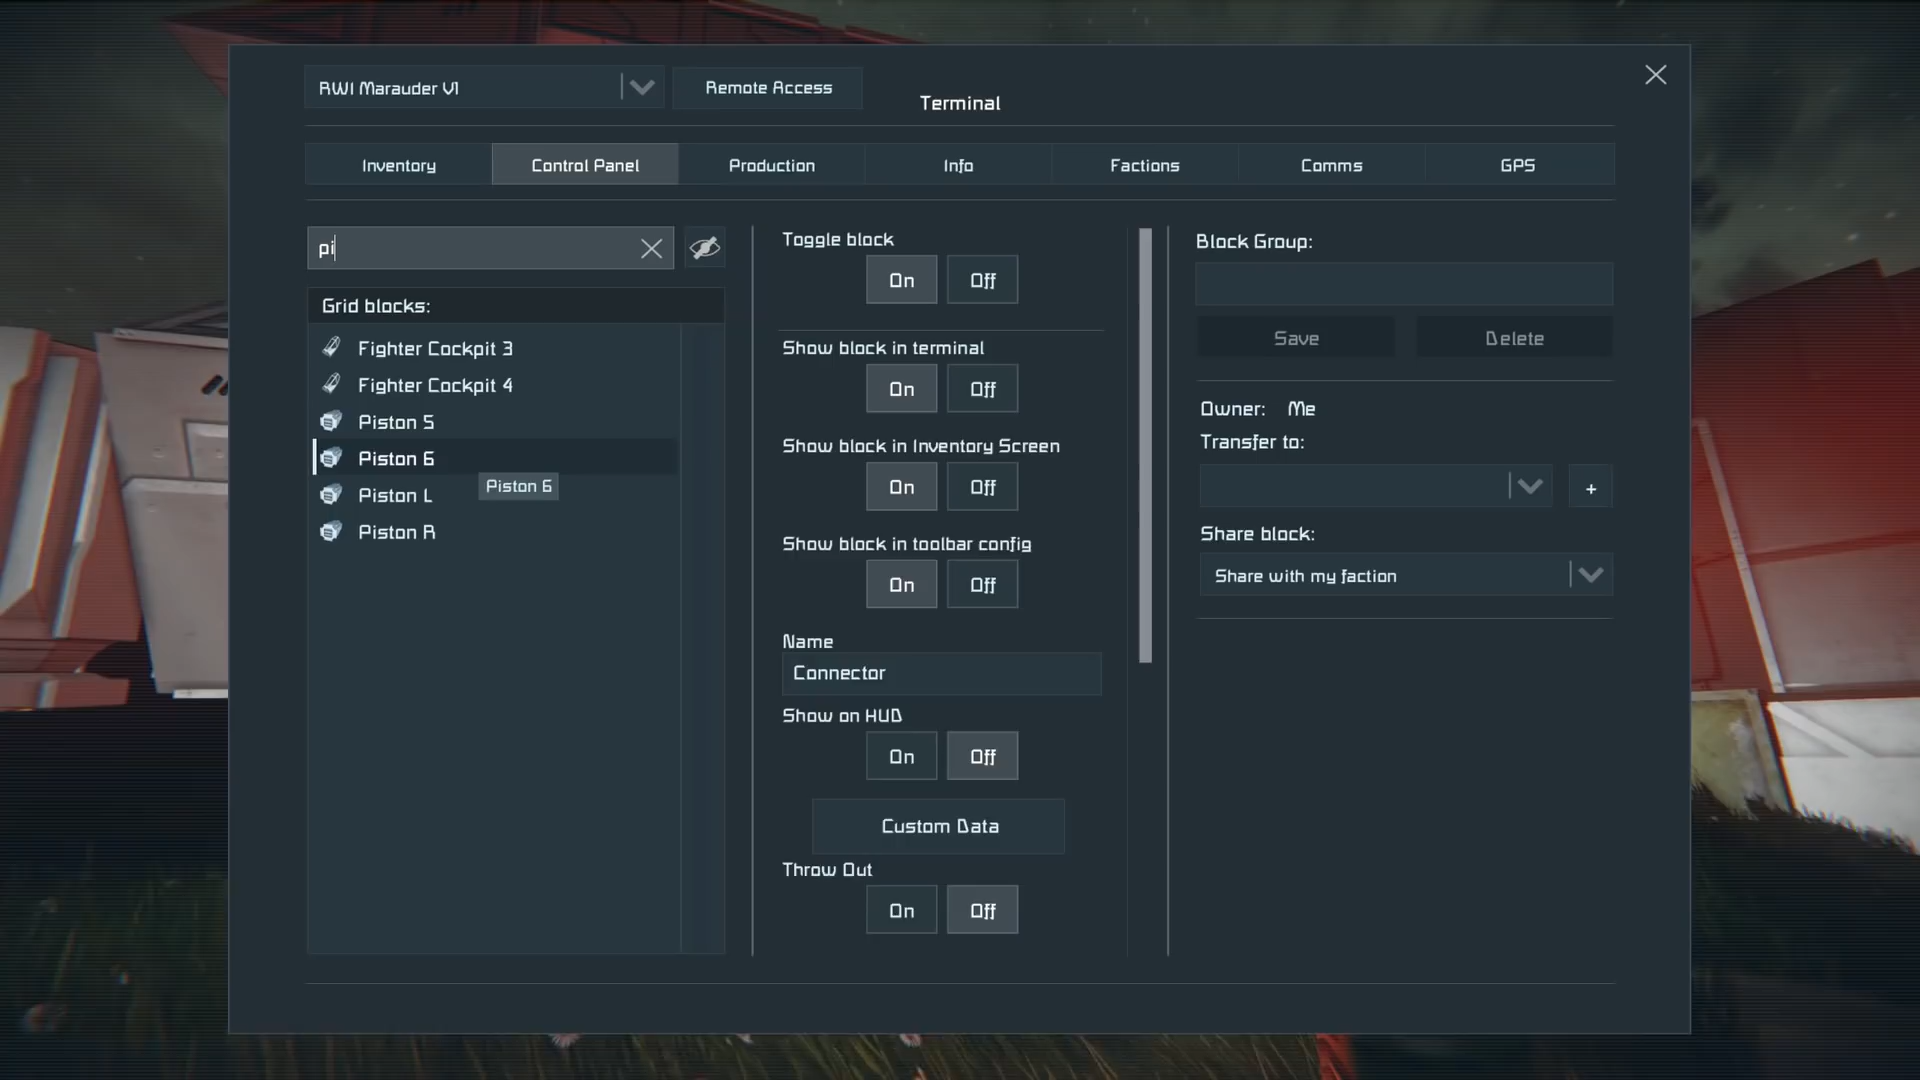 RWI Marauder V1
Remote Access
Terminal
Inventory
Control Panel
Production
Info
Factions
Comms
GPS
pi
Grid blocks:
Fighter Cockpit 3
Fighter Cockpit 4
Piston 5
Piston 6
Piston 6
Piston L
Piston R
Toggle block
On
Off
Show block in terminal
On
Off
Show block in Inventory Screen
On
Off
Show block in toolbar config
On
Off
Name
Connector
Show on HUD
On
Off
Custom Data
Throw Out
On
Off
Block Group:
Save
Delete
Owner: Me
Transfer to:
+
Share block:
Share with my faction